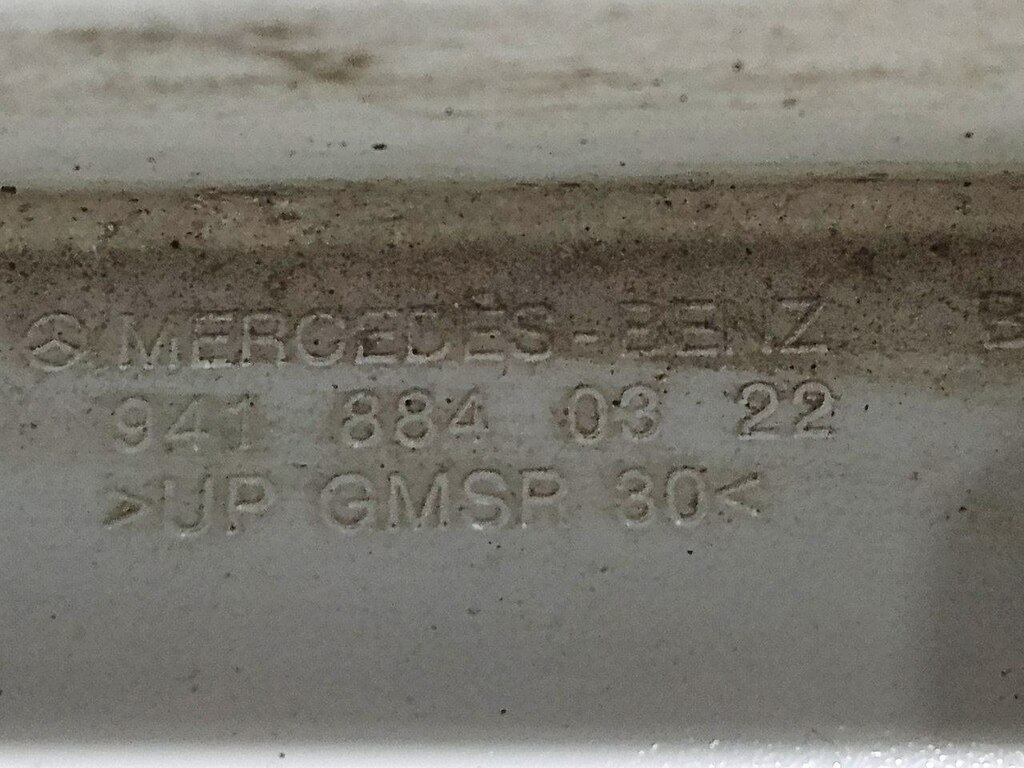 MERCEDES-BENZ B
941 884 03 22
>UP GMSR 30<